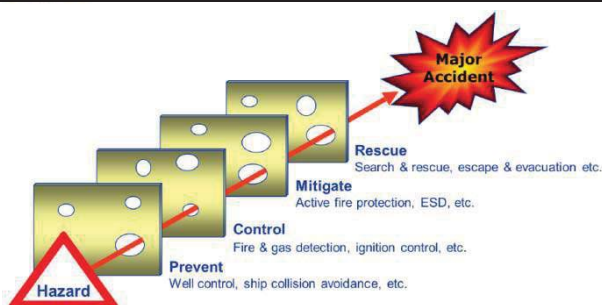 Major
Accident
Rescue
Search & rescue, escape & evacuation etc.
Mitigate
Active fire protection, ESD, etc.
Control
Fire & gas detection, ignition control, etc.
Prevent
Well control, ship collision avoidance, etc.
Hazard